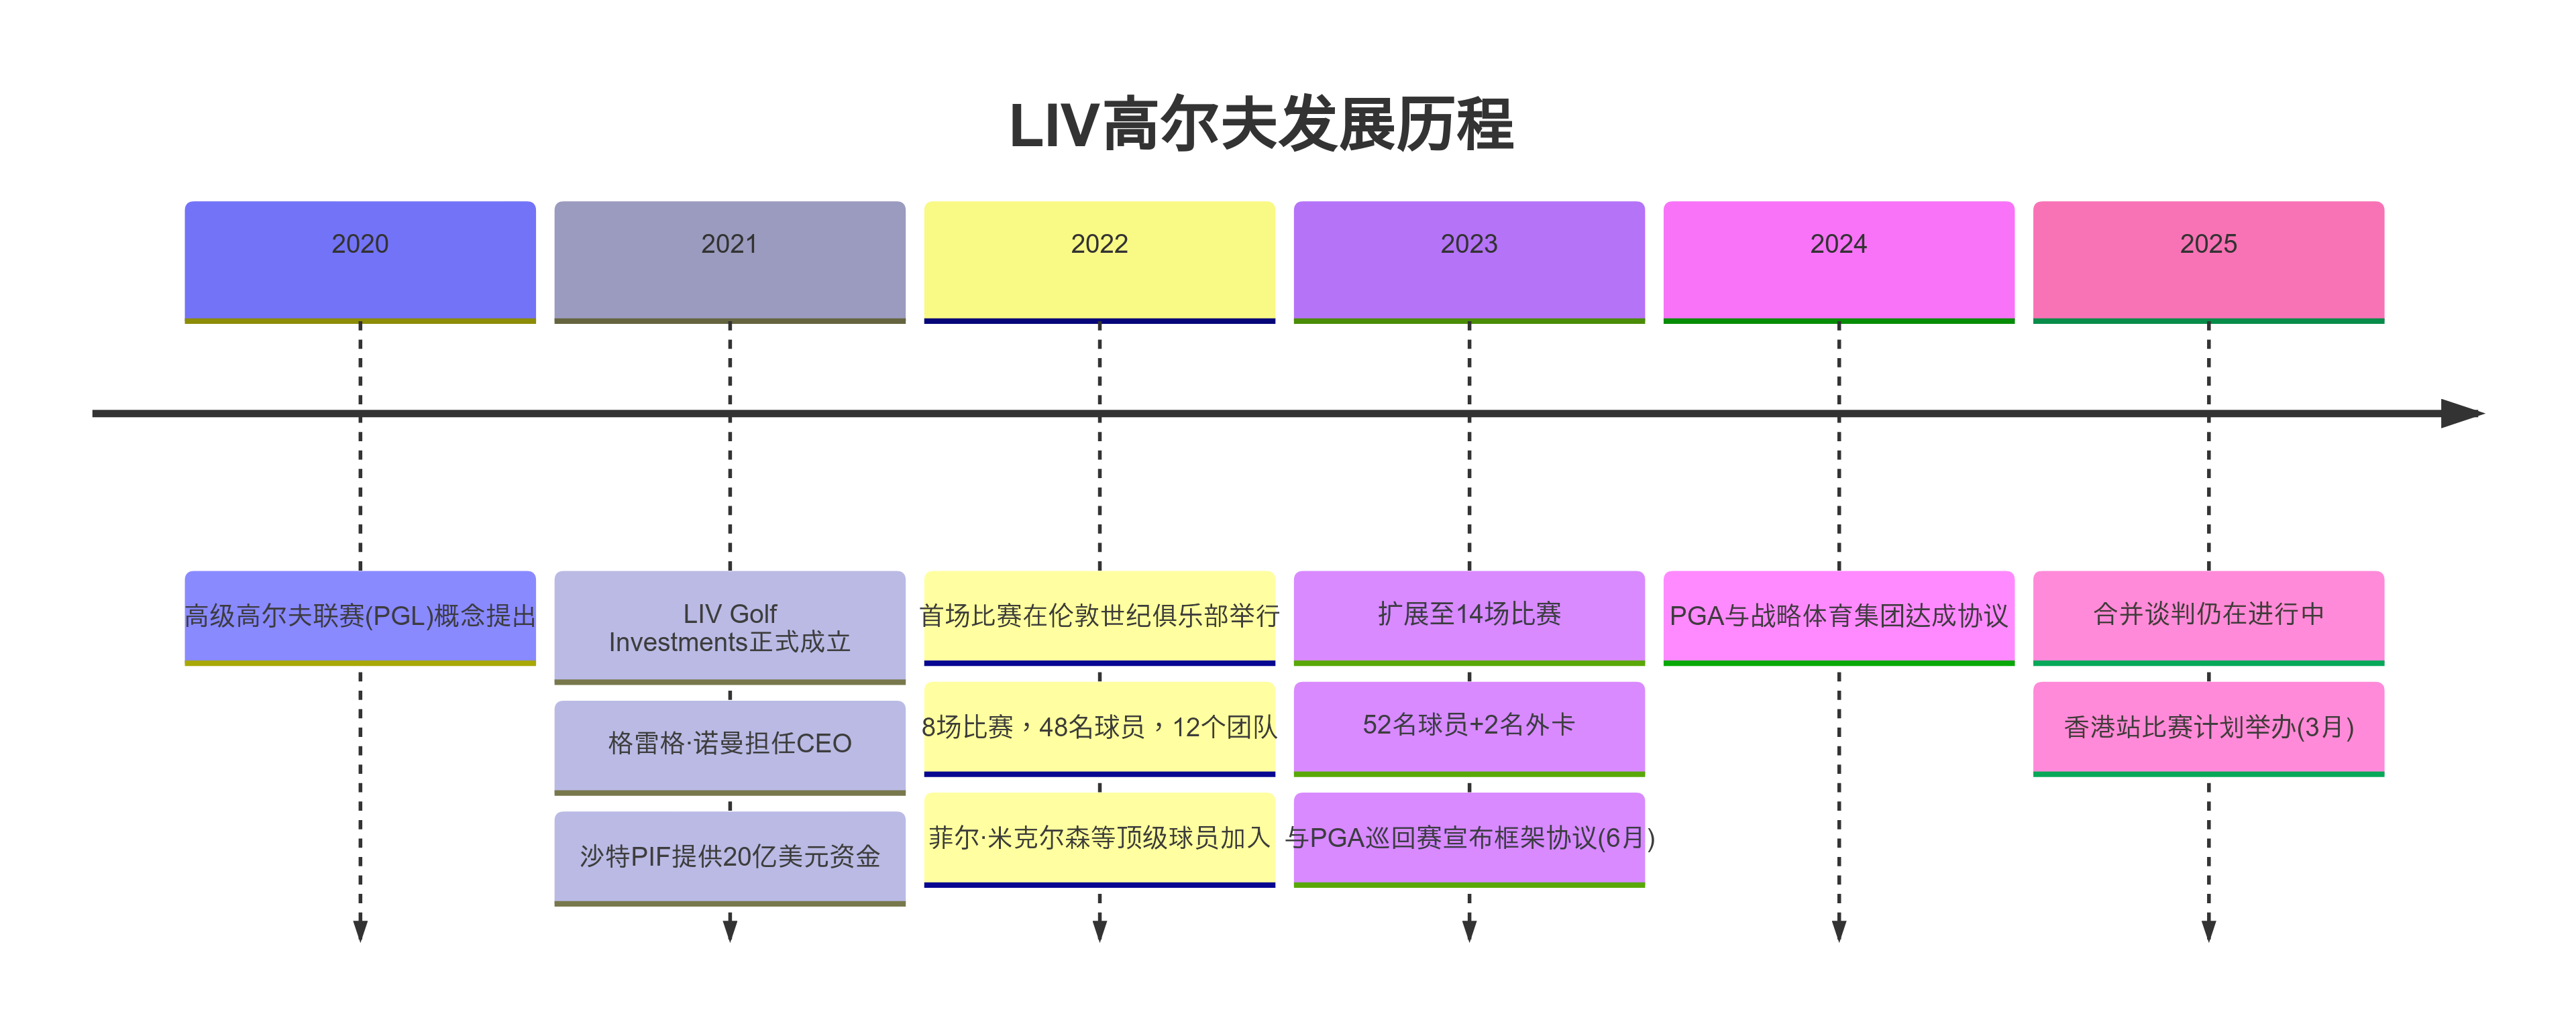 LIV高尔夫发展历程
2020
2021
2022
2023
2024
2025
高级高尔夫联赛(PGL)概念提出
LIV Golf
Investments正式成立
格雷格·诺曼担任CEO
沙特PIF提供20亿美元资金
首场比赛在伦敦世纪俱乐部举行
8场比赛，48名球员，12个团队
菲尔·米克尔森等顶级球员加入
扩展至14场比赛
52名球员+2名外卡
与PGA巡回赛宣布框架协议(6月)
PGA与战略体育集团达成协议
合并谈判仍在进行中
香港站比赛计划举办(3月)